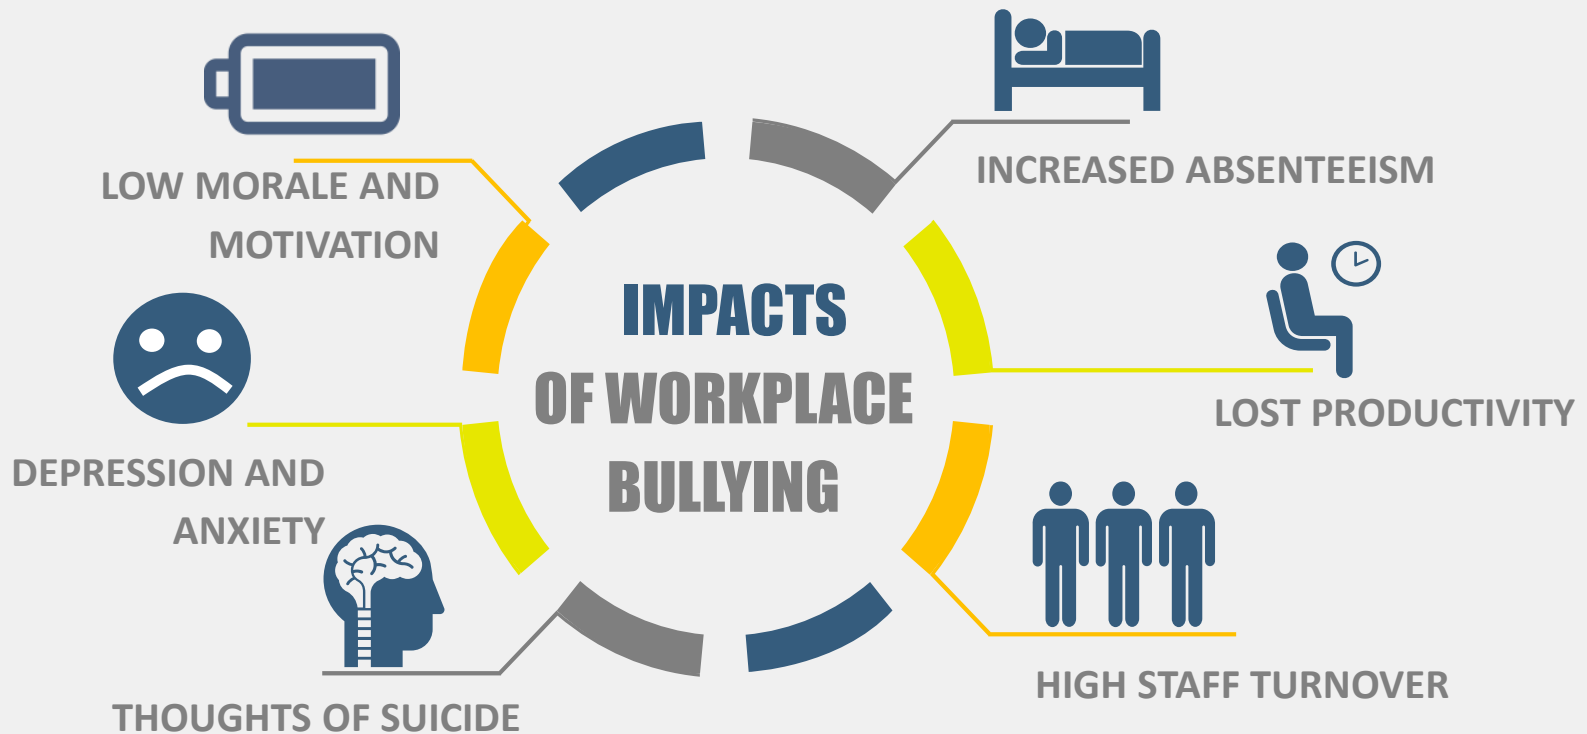 IMPACTS
OF WORKPLACE
BULLYING
LOW MORALE AND
MOTIVATION
DEPRESSION AND
ANXIETY
THOUGHTS OF SUICIDE
INCREASED ABSENTEEISM
LOST PRODUCTIVITY
HIGH STAFF TURNOVER